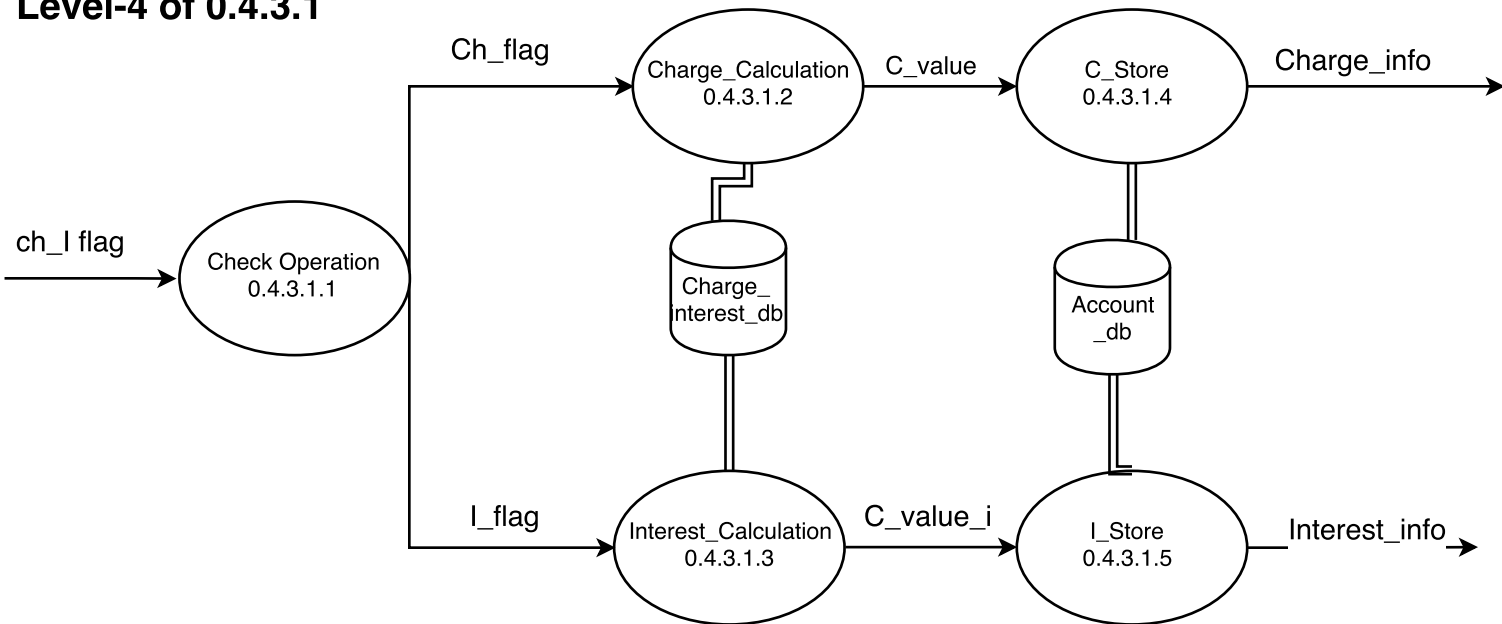 Level-4 of 0.4.3.1
Ch_flag
Charge_Calculation
0.4.3.1.2
C_value
C_Store
0.4.3.1.4
Charge_info
ch_I flag
Check Operation
0.4.3.1.1
Charge_
interest_db
Account
_db
I_flag
Interest_Calculation
0.4.3.1.3
C_value_i
I_Store
0.4.3.1.5
Interest_info